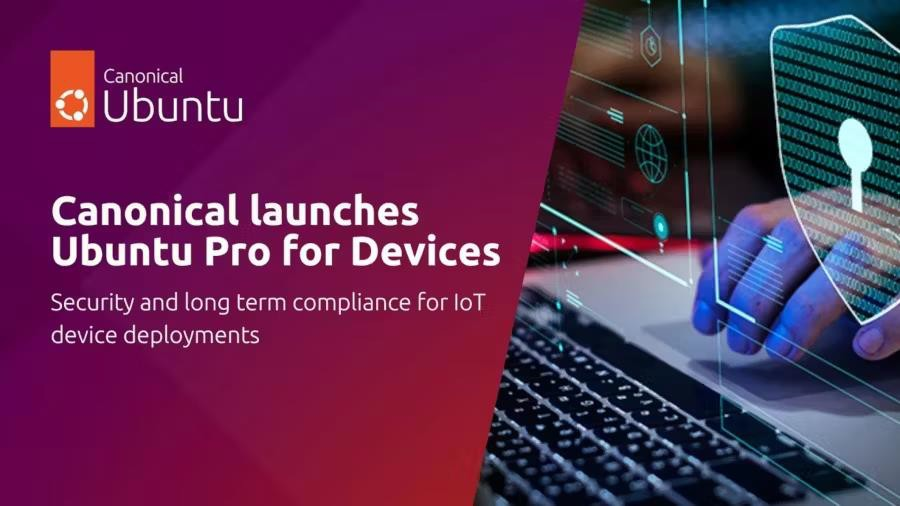 Canonical
Ubuntu
Canonical launches
Ubuntu Pro for Devices
Security and long term compliance for IoT
device deployments